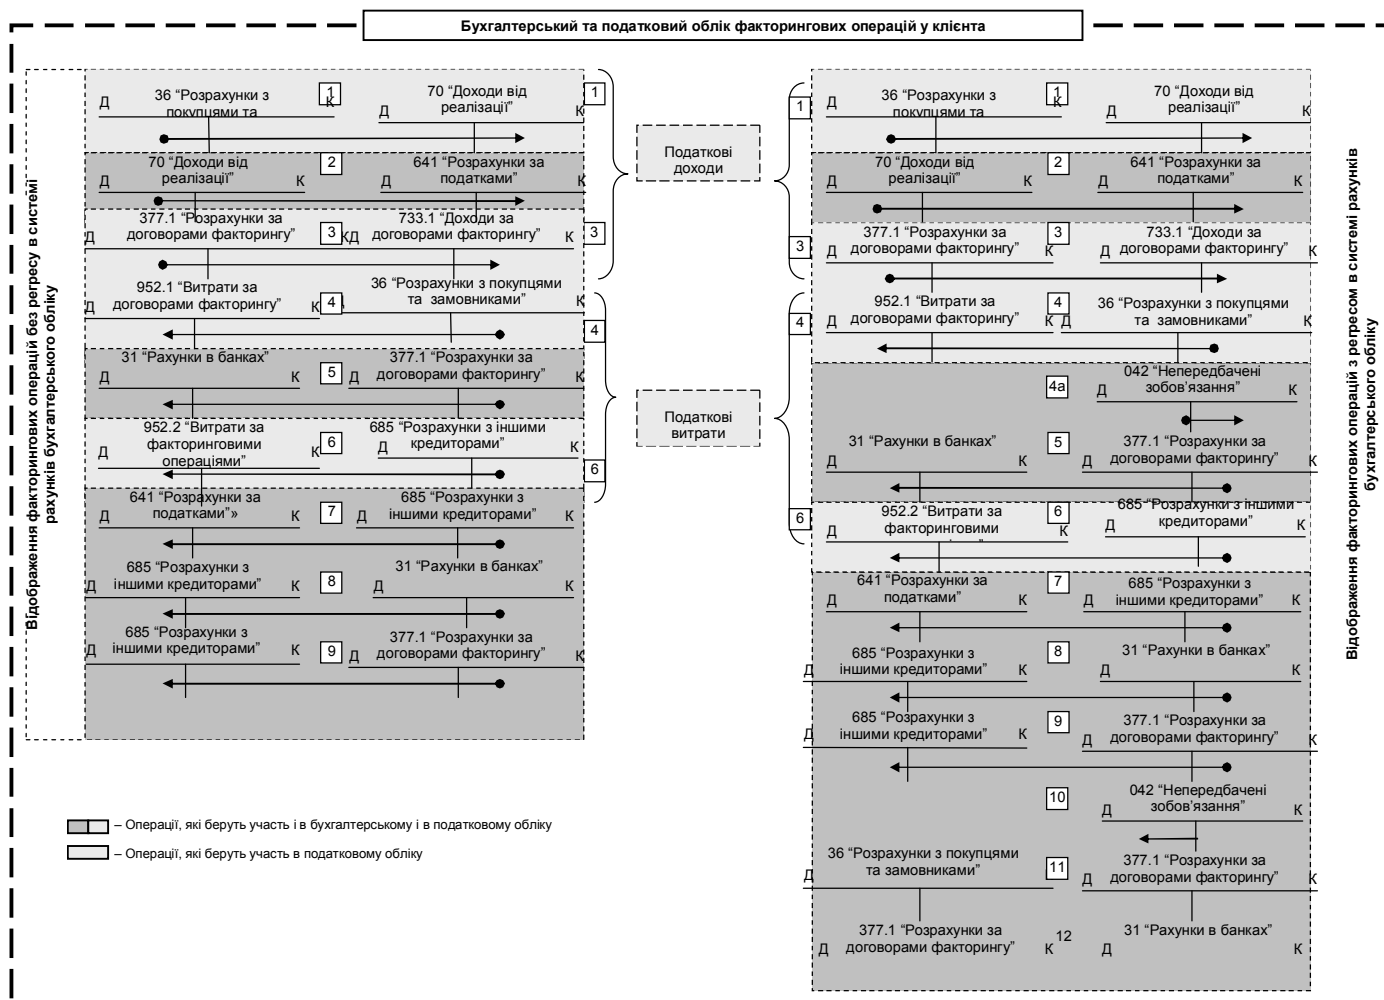 Бухгалтерський та податковий облік факторингових операцій у клієнта
Відображення факторингових операцій без регресу в системі
рахунків бухгалтерського обліку
36 “Розрахунки з
покупцями та
Д
К
1
70 “Доходи від
реалізації”
Д
К
70 “Доходи від
реалізації”
Д
К
2
641 “Розрахунки за
податками”
Д
К
377.1 “Розрахунки за
договорами факторингу”
Д
К
3
733.1 “Доходи за
договорами факторингу”
Д
К
952.1 “Витрати за
договорами факторингу”
Д
К
4
36 “Розрахунки з покупцями
та замовниками”
К
31 “Рахунки в банках”
Д
К
5
377.1 “Розрахунки за
договорами факторингу”
Д
К
952.2 “Витрати за
факторинговими
операціями”
Д
К
6
685 “Розрахунки з іншими
кредиторами”
Д
К
641 “Розрахунки за
податками”»
Д
К
7
685 “Розрахунки з
іншими кредиторами”
Д
К
685 “Розрахунки з
іншими кредиторами”
Д
К
8
31 “Рахунки в банках”
Д
К
685 “Розрахунки з
іншими кредиторами”
Д
К
9
377.1 “Розрахунки за
договорами факторингу”
Д
К
1
3
4
6
Податкові
доходи
Податкові
витрати
1
3
4
6
36 “Розрахунки з
покупцями та
Д
К
1
70 “Доходи від
реалізації”
Д
К
70 “Доходи від
реалізації”
Д
К
2
641 “Розрахунки за
податками”
Д
К
377.1 “Розрахунки за
договорами факторингу”
Д
К
3
733.1 “Доходи за
договорами факторингу”
Д
К
952.1 “Витрати за
договорами факторингу”
Д
К
4
36 “Розрахунки з покупцями
та замовниками”
Д
К
4а
042 “Непередбачені
зобов’язання”
Д
К
31 “Рахунки в банках”
Д
К
5
377.1 “Розрахунки за
договорами факторингу”
Д
К
952.2 “Витрати за
факторинговими
Д
К
6
685 “Розрахунки з іншими
кредиторами”
Д
К
641 “Розрахунки за
податками”
Д
К
7
685 “Розрахунки з
іншими кредиторами”
Д
К
685 “Розрахунки з
іншими кредиторами”
Д
К
8
31 “Рахунки в банках”
Д
К
685 “Розрахунки з
іншими кредиторами”
Д
К
9
377.1 “Розрахунки за
договорами факторингу”
Д
К
10
042 “Непередбачені
зобов’язання”
Д
К
36 “Розрахунки з покупцями
та замовниками”
Д
11
377.1 “Розрахунки за
договорами факторингу”
Д
К
377.1 “Розрахунки за
договорами факторингу”
Д
К
12
31 “Рахунки в банках”
Д
К
Відображення факторингових операцій з регресом в системі рахунків
бухгалтерського обліку
– Операції, які беруть участь і в бухгалтерському і в податковому обліку
– Операції, які беруть участь в податковому обліку